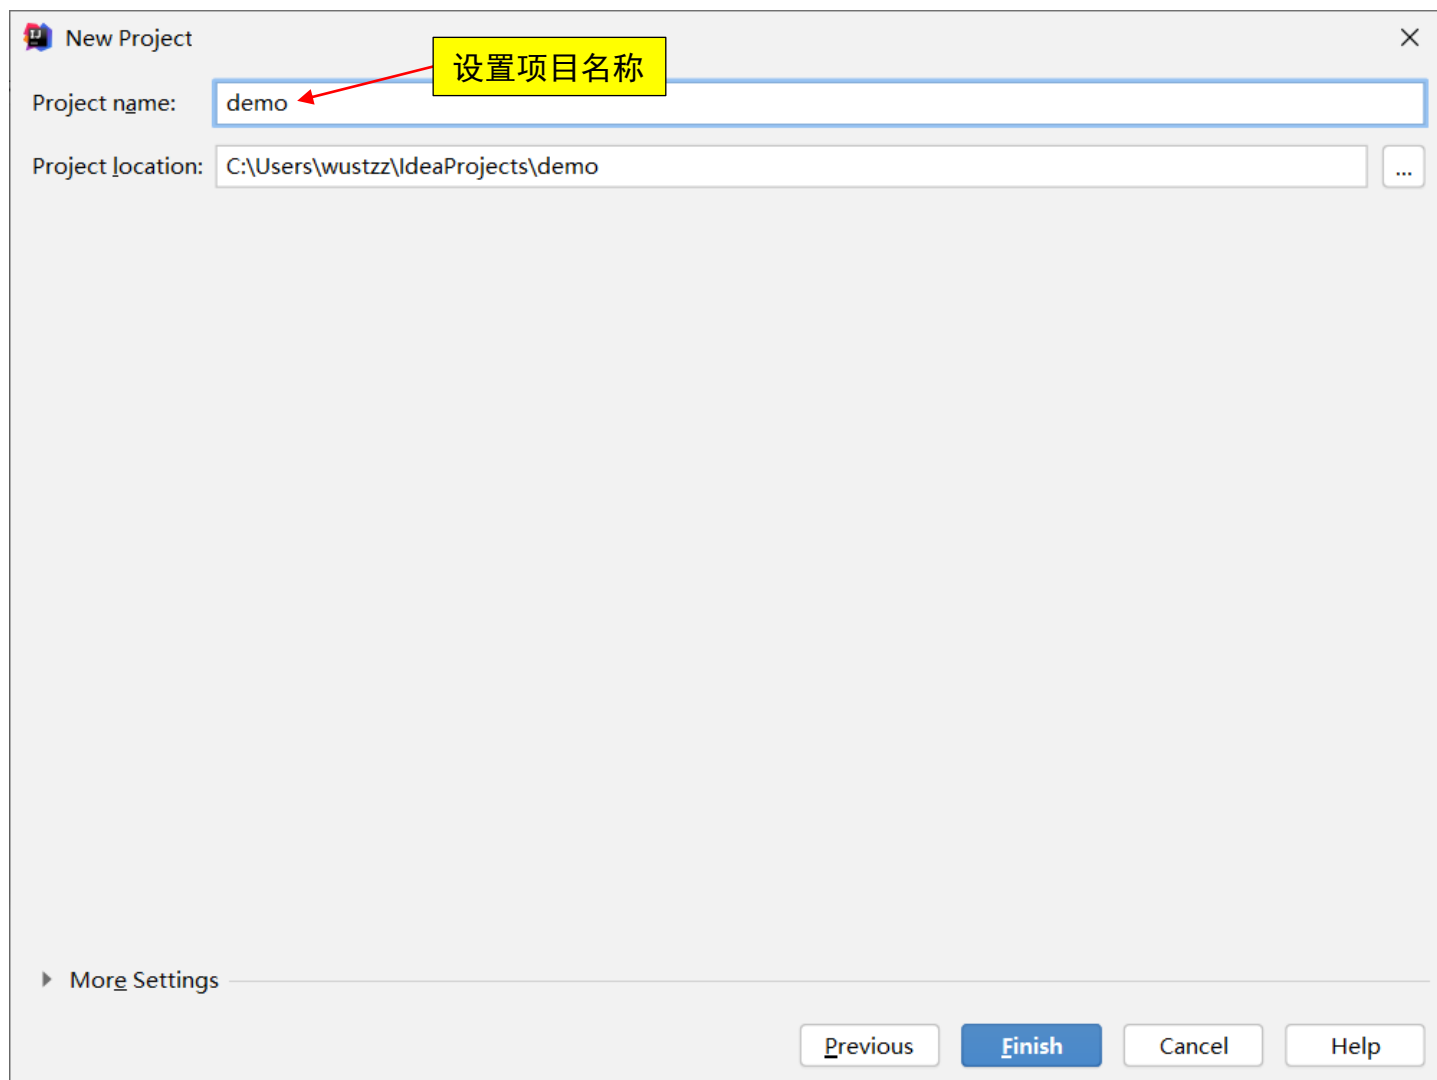 New Project
设置项目名称
Project name:
demo
Project location:
C:\Users\wustzz\IdeaProjects\demo
...
More Settings
Previous
Finish
Cancel
Help